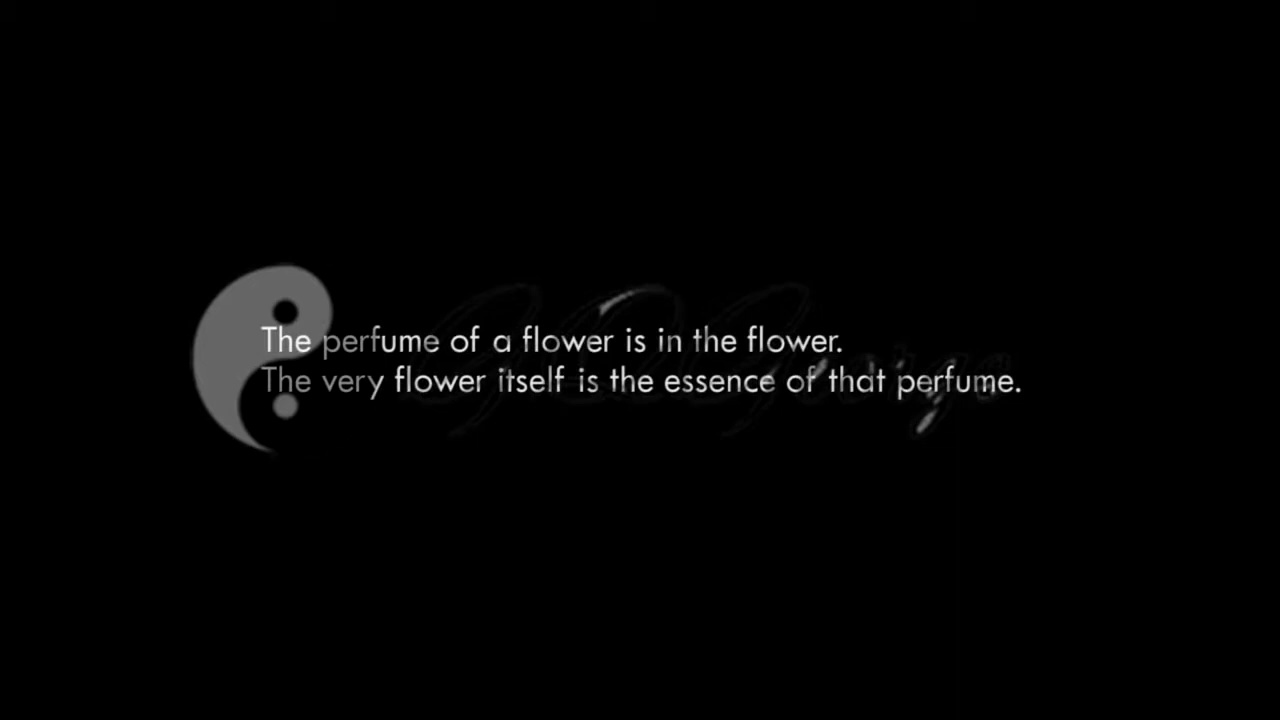 The perfume of a flower is in the flower.
The very flower itself is the essence of that perfume.